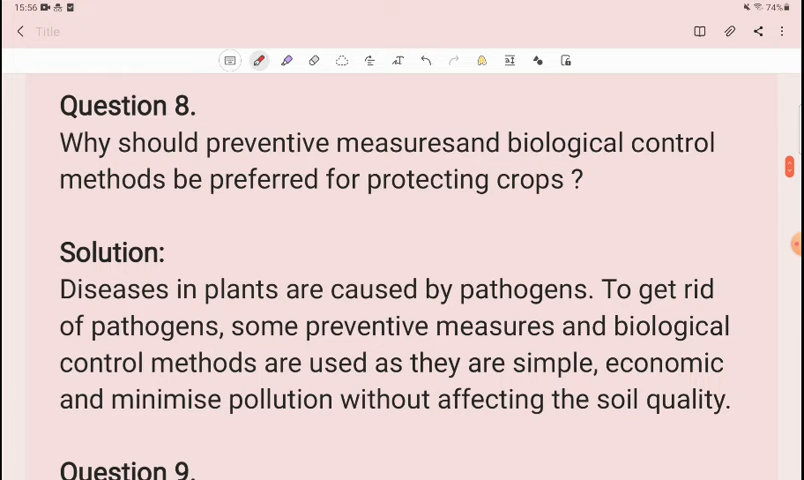 15:56
74%
Title
Question 8.
Why should preventive measuresand biological control
methods be preferred for protecting crops ?
Solution:
Diseases in plants are caused by pathogens. To get rid
of pathogens, some preventive measures and biological
control methods are used as they are simple, economic
and minimise pollution without affecting the soil quality.
Question 9.